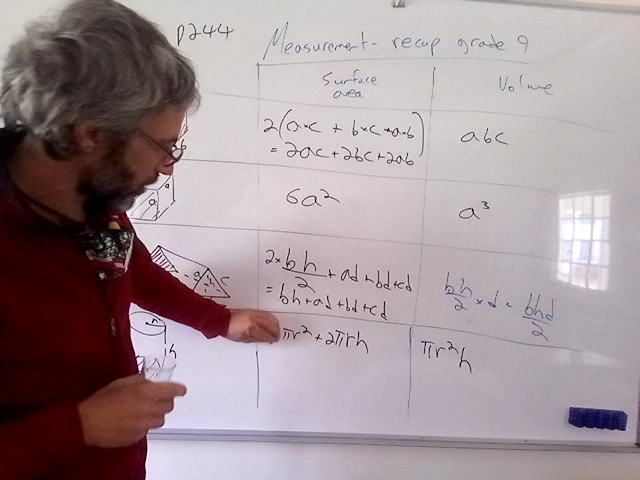 p244 Measurement - recap grade 9
Surface area
Volume
2(a×c + b×c + a×b)
= 2ac + 2bc + 2ab
abc
6a²
a³
2×bh/2 + ad + bd + cd
= bh + ad + bd + cd
bh/2 × d = bhd/2
πr² + 2πrh
πr²h
a
a
c
h
r
h